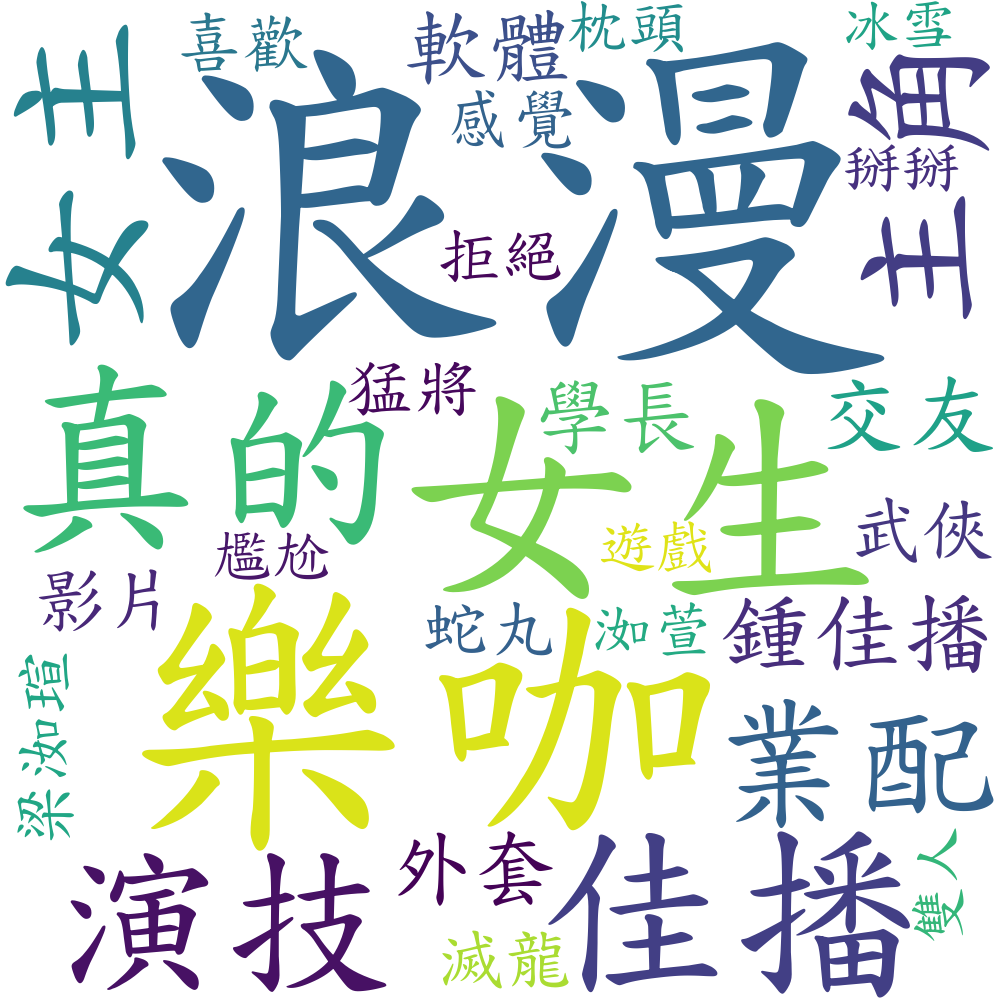 喜歡
軟體
枕頭
冰雪
女主
浪漫
感覺
主角
掰掰
拒絕
猛將
真的
學長
交友
女生
武俠
尷尬
遊戲
影片
樂咖
蛇丸
洳萱
鍾佳播
梁洳瑄
業配
演技
外套
佳播
雙人
滅龍